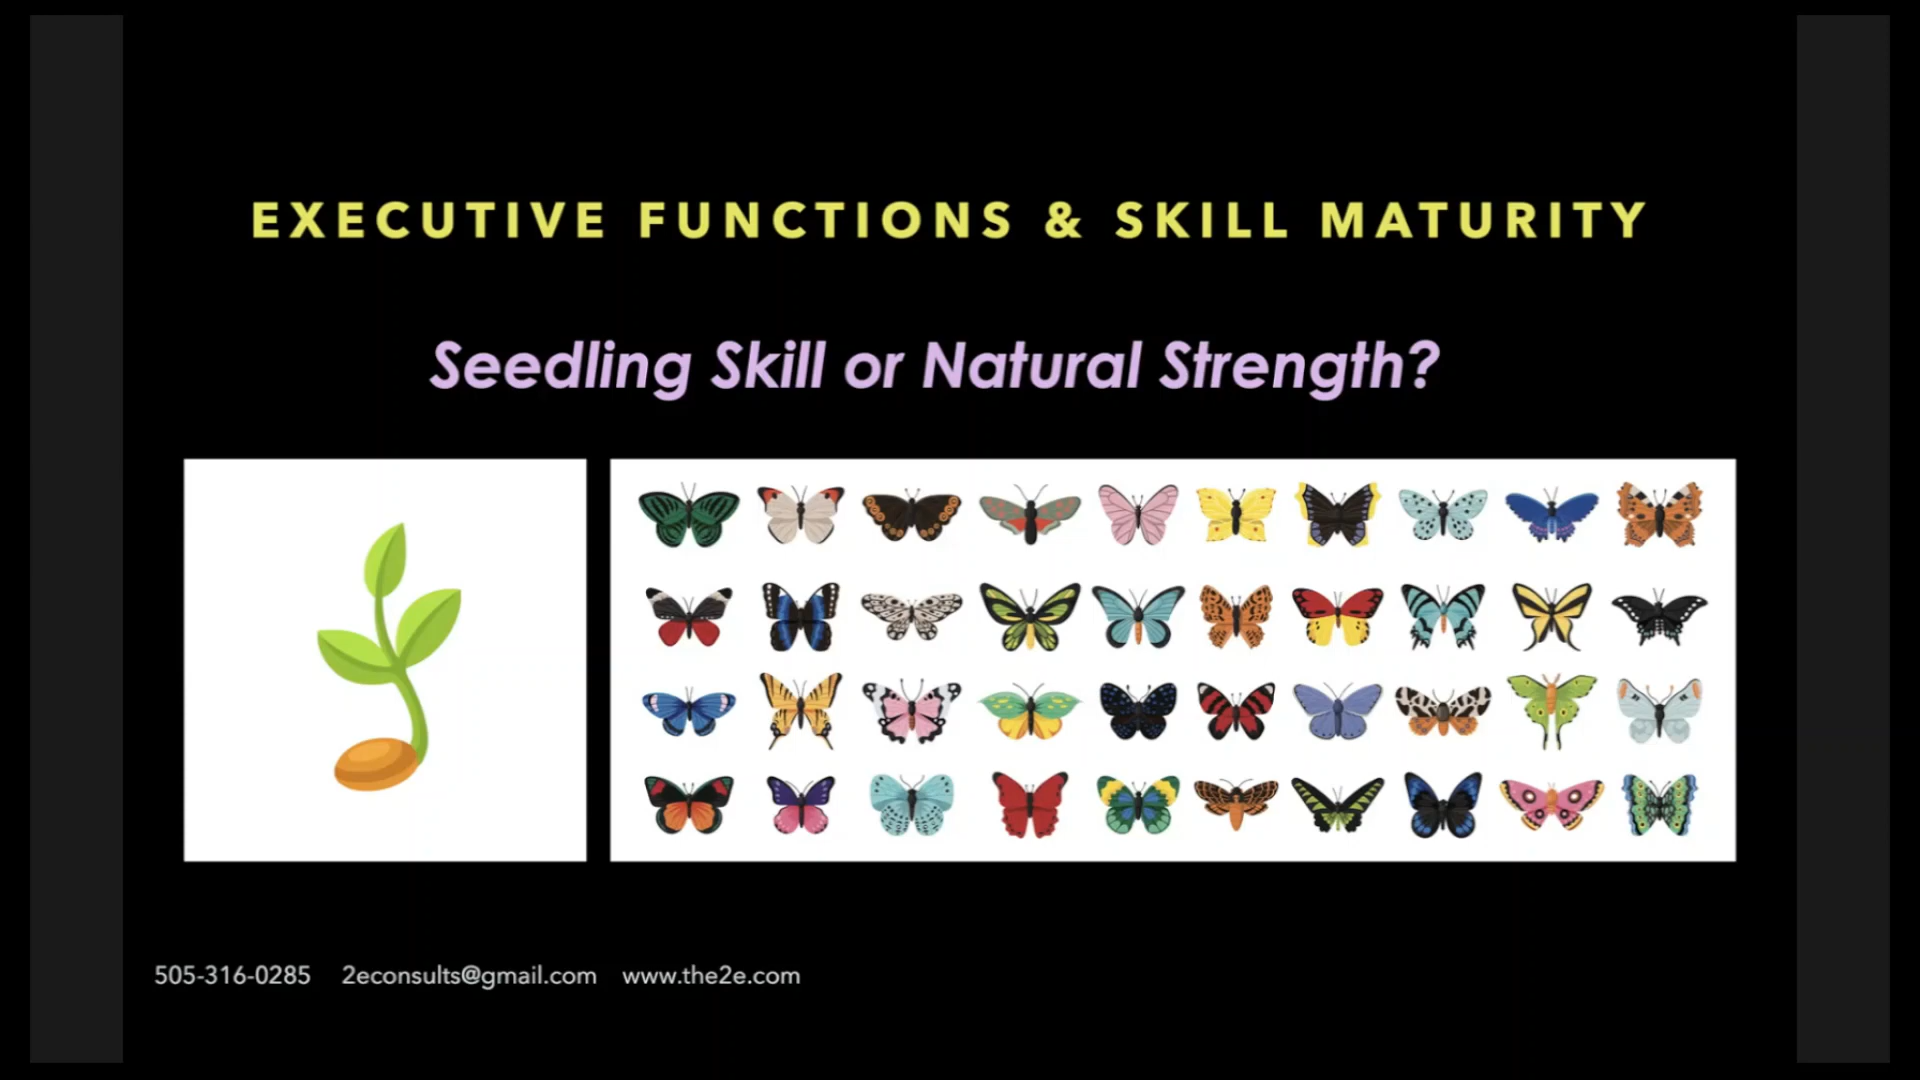 EXECUTIVE FUNCTIONS & SKILL MATURITY
Seedling Skill or Natural Strength?
505-316-0285 2econsults@gmail.com www.the2e.com